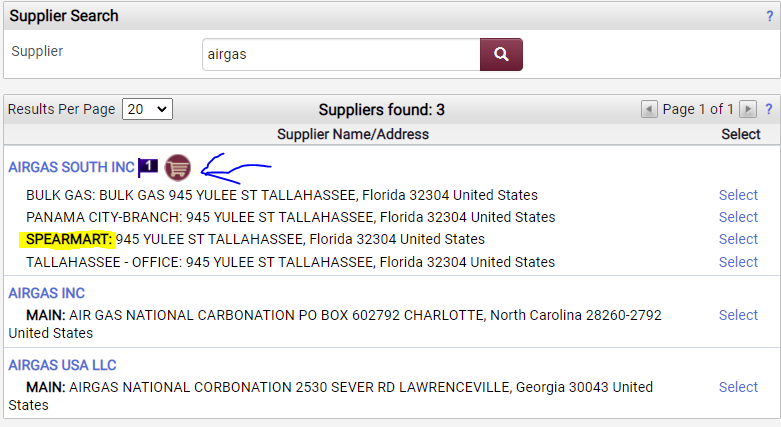 Supplier Search ?
Supplier airgas
Results Per Page 20 Suppliers found: 3 Page 1 of 1 ?
Supplier Name/Address Select
AIRGAS SOUTH INC 1
BULK GAS: BULK GAS 945 YULEE ST TALLAHASSEE, Florida 32304 United States Select
PANAMA CITY-BRANCH: 945 YULEE ST TALLAHASSEE, Florida 32304 United States Select
SPEARMART: 945 YULEE ST TALLAHASSEE, Florida 32304 United States Select
TALLAHASSEE - OFFICE: 945 YULEE ST TALLAHASSEE, Florida 32304 United States Select
AIRGAS INC
MAIN: AIR GAS NATIONAL CARBONATION PO BOX 602792 CHARLOTTE, North Carolina 28260-2792 Select
United States
AIRGAS USA LLC
MAIN: AIRGAS NATIONAL CORBONATION 2530 SEVER RD LAWRENCEVILLE, Georgia 30043 United Select
States